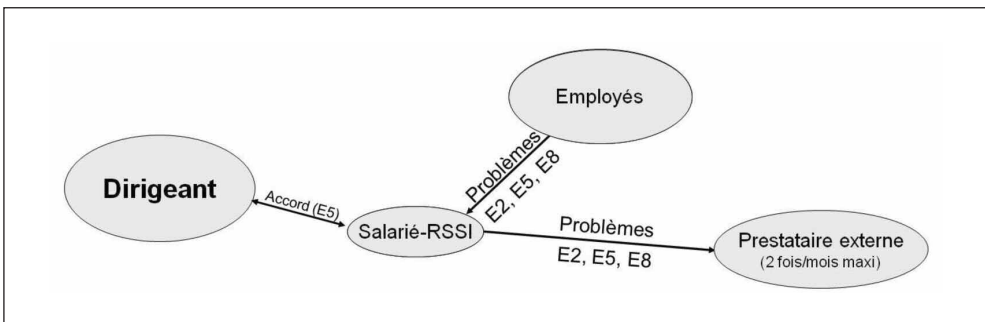 Employés
Problèmes
E2, E5, E8
Dirigeant
Accord (E5)
Salarié-RSSI
Problèmes
E2, E5, E8
Prestataire externe
(2 fois/mois maxi)